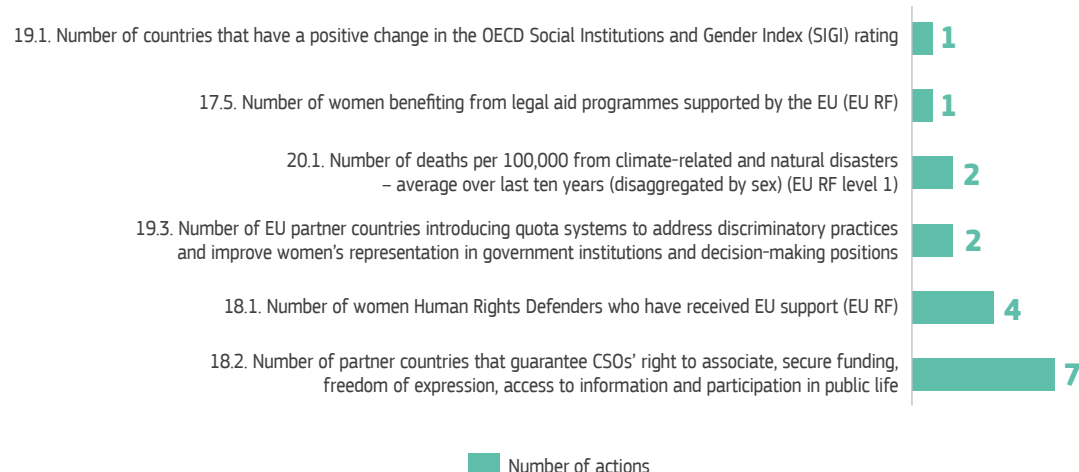 19.1. Number of countries that have a positive change in the OECD Social Institutions and Gender Index (SIGI) rating
1
17.5. Number of women benefiting from legal aid programmes supported by the EU (EU RF)
1
20.1. Number of deaths per 100,000 from climate-related and natural disasters
– average over last ten years (disaggregated by sex) (EU RF level 1)
2
19.3. Number of EU partner countries introducing quota systems to address discriminatory practices
and improve women’s representation in government institutions and decision-making positions
2
18.1. Number of women Human Rights Defenders who have received EU support (EU RF)
4
18.2. Number of partner countries that guarantee CSOs’ right to associate, secure funding,
freedom of expression, access to information and participation in public life
7
Number of actions